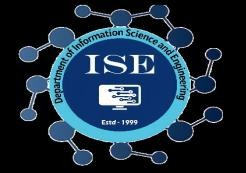 Department of Information Science and Engineering
ISE
Estd - 1999